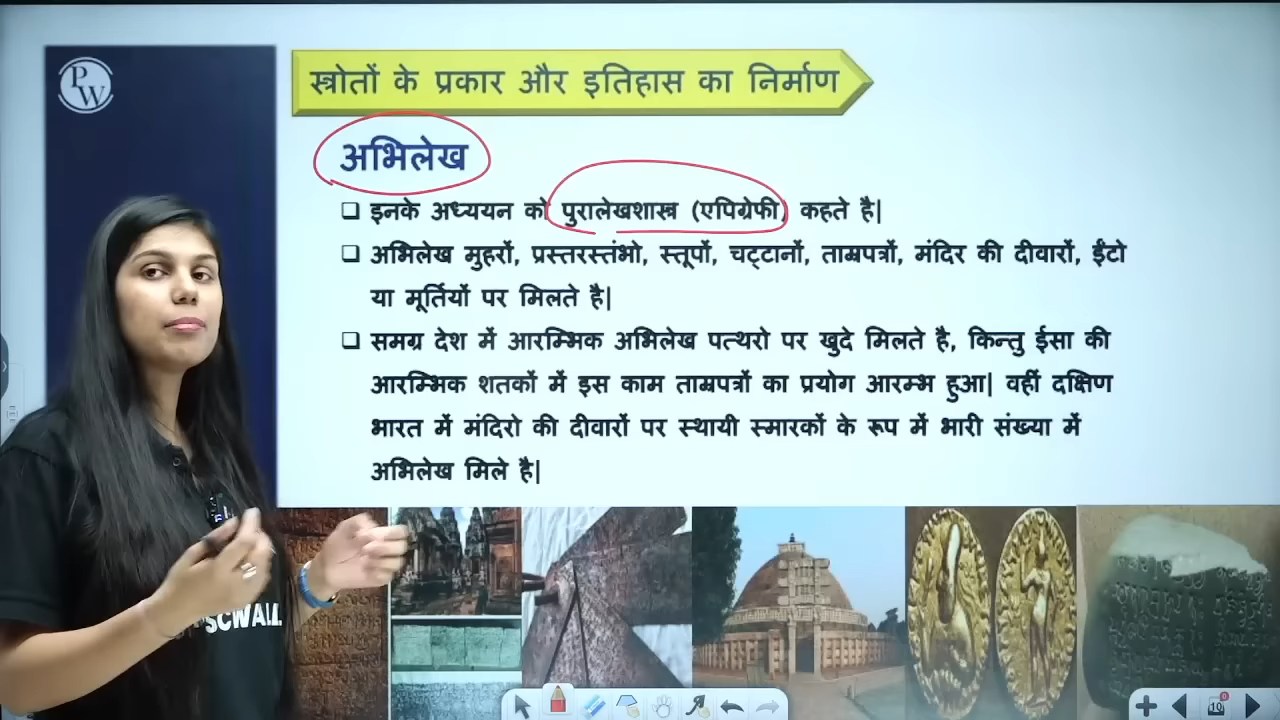 PW
स्त्रोतों के प्रकार और इतिहास का निर्माण
अभिलेख
❑ इनके अध्ययन को पुरालेखशास्त्र (एपिग्रेफी) कहते है|
❑ अभिलेख मुहरों, प्रस्तरस्तंभो, स्तूपों, चट्टानों, ताम्रपत्रों, मंदिर की दीवारों, ईंटो
या मूर्तियों पर मिलते है|
❑ समग्र देश में आरम्भिक अभिलेख पत्थरो पर खुदे मिलते है, किन्तु ईसा की
आरम्भिक शतकों में इस काम ताम्रपत्रों का प्रयोग आरम्भ हुआ| वहीं दक्षिण
भारत में मंदिरो की दीवारों पर स्थायी स्मारकों के रूप में भारी संख्या में
अभिलेख मिले है|
SCWALL
10